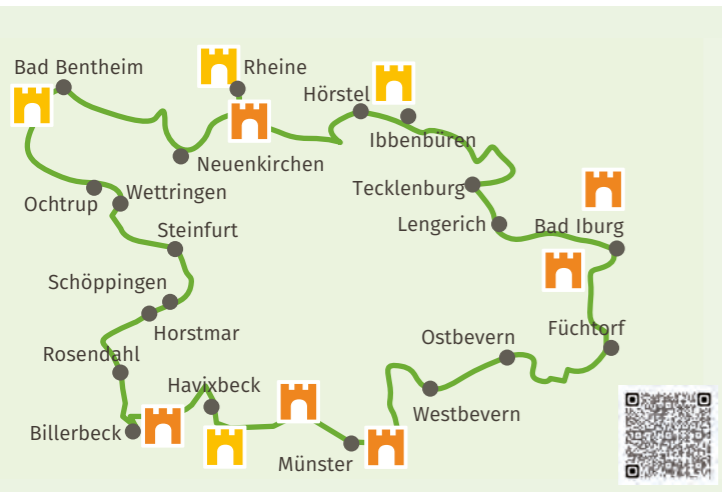 Bad Bentheim
Rheine
Hörstel
Ibbenbüren
Neuenkirchen
Tecklenburg
Wettringen
Ochtrup
Lengerich
Bad Iburg
Steinfurt
Schöppingen
Füchtorf
Horstmar
Ostbevern
Rosendahl
Havixbeck
Westbevern
Billerbeck
Münster